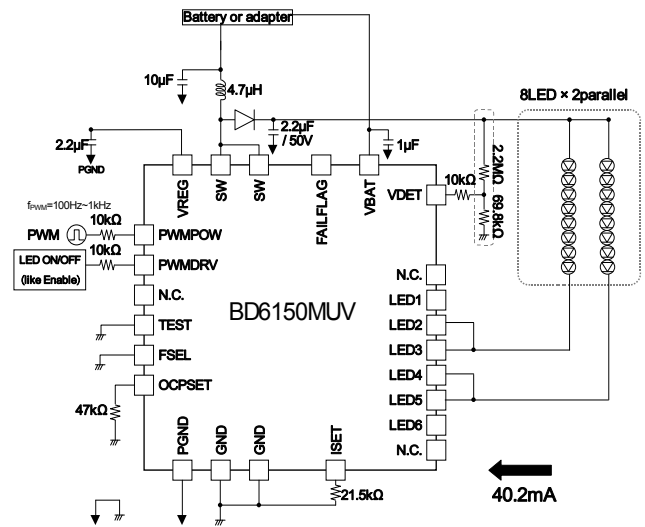 Battery or adapter
10µF
4.7µH
8LED × 2parallel
2.2µF
/ 50V
2.2µF
1µF
PGND
2.2MΩ
69.8kΩ
10kΩ
VREG
SW
SW
FAILFLAG
VBAT
VDET
fPWM=100Hz~1kHz
10kΩ
PWM
PWMPOW
10kΩ
LED ON/OFF
(like Enable)
PWMDRV
N.C.
N.C.
LED1
BD6150MUV
TEST
LED2
FSEL
LED3
OCPSET
LED4
LED5
47kΩ
LED6
N.C.
PGND
GND
GND
ISET
21.5kΩ
40.2mA